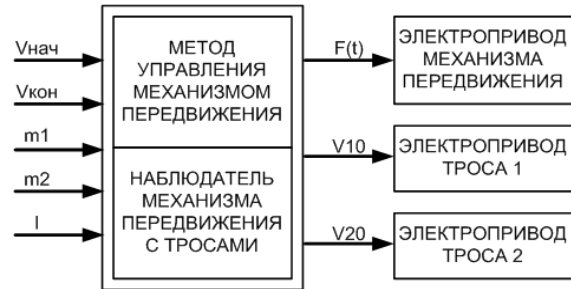 Vнач
Vкон
m1
m2
l
МЕТОД
УПРАВЛЕНИЯ
МЕХАНИЗМОМ
ПЕРЕДВИЖЕНИЯ
НАБЛЮДАТЕЛЬ
МЕХАНИЗМА
ПЕРЕДВИЖЕНИЯ
С ТРОСАМИ
F(t)
V10
V20
ЭЛЕКТРОПРИВОД
МЕХАНИЗМА
ПЕРЕДВИЖЕНИЯ
ЭЛЕКТРОПРИВОД
ТРОСА 1
ЭЛЕКТРОПРИВОД
ТРОСА 2